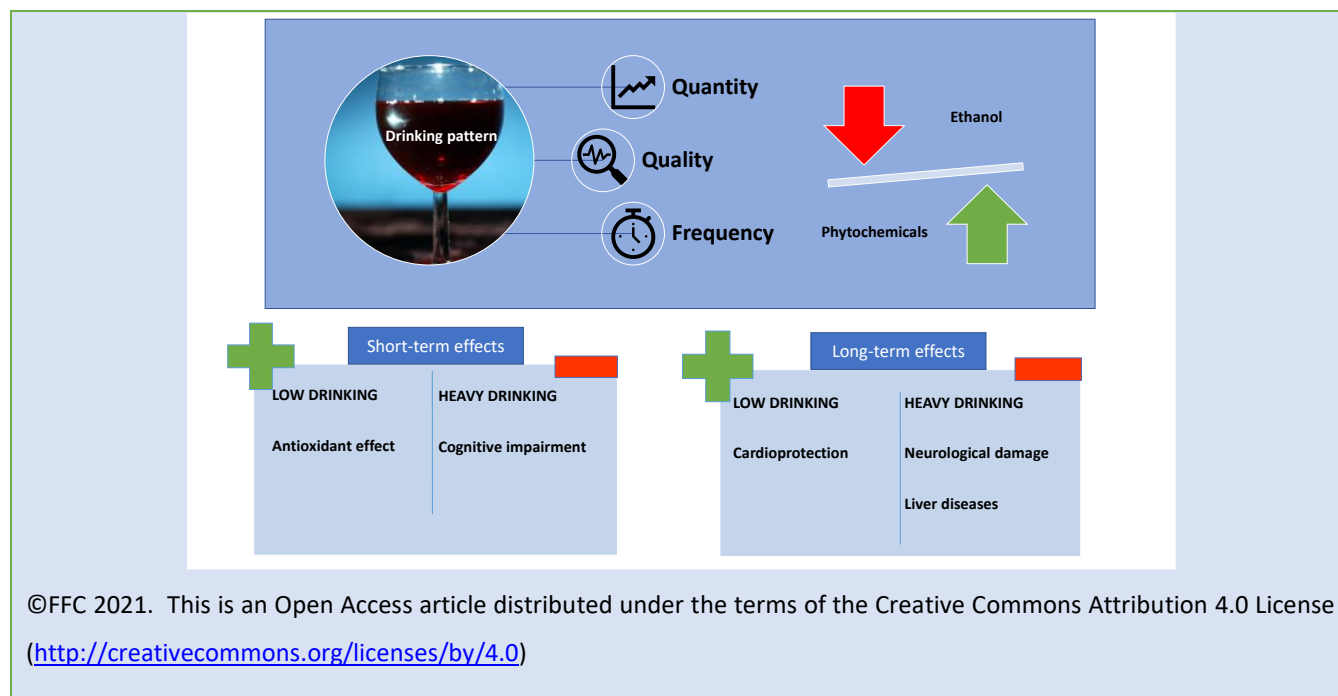 Drinking pattern
Quantity
Quality
Frequency
Ethanol
Phytochemicals
Short-term effects
LOW DRINKING
Antioxidant effect
HEAVY DRINKING
Cognitive impairment
Long-term effects
LOW DRINKING
Cardioprotection
HEAVY DRINKING
Neurological damage
Liver diseases
©FFC 2021. This is an Open Access article distributed under the terms of the Creative Commons Attribution 4.0 License
(http://creativecommons.org/licenses/by/4.0)